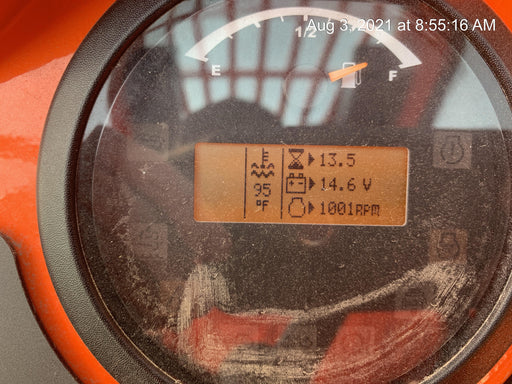 Aug 3, 2021 at 8:55:16 AM
1/2
E
F
13.5
95
14.6 V
°F
1001RPM